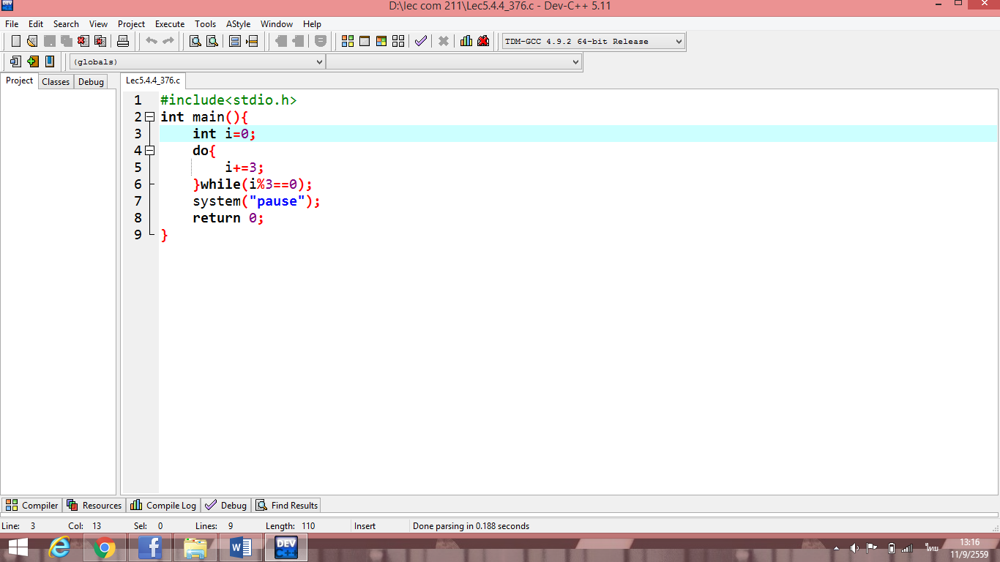 D:\lec com 211\Lec5.4.4_376.c - Dev-C++ 5.11
File Edit Search View Project Execute Tools AStyle Window Help
TDM-GCC 4.9.2 64-bit Release
(globals)
Project Classes Debug
Lec5.4.4_376.c
1 #include<stdio.h>
2 int main(){
3 int i=0;
4 do{
5 i+=3;
6 }while(i%3==0);
7 system("pause");
8 return 0;
9 }
Compiler Resources Compile Log Debug Find Results
Line: 3 Col: 13 Sel: 0 Lines: 9 Length: 110 Insert Done parsing in 0.188 seconds
DEV C++
ไทย
13:16
11/9/2559